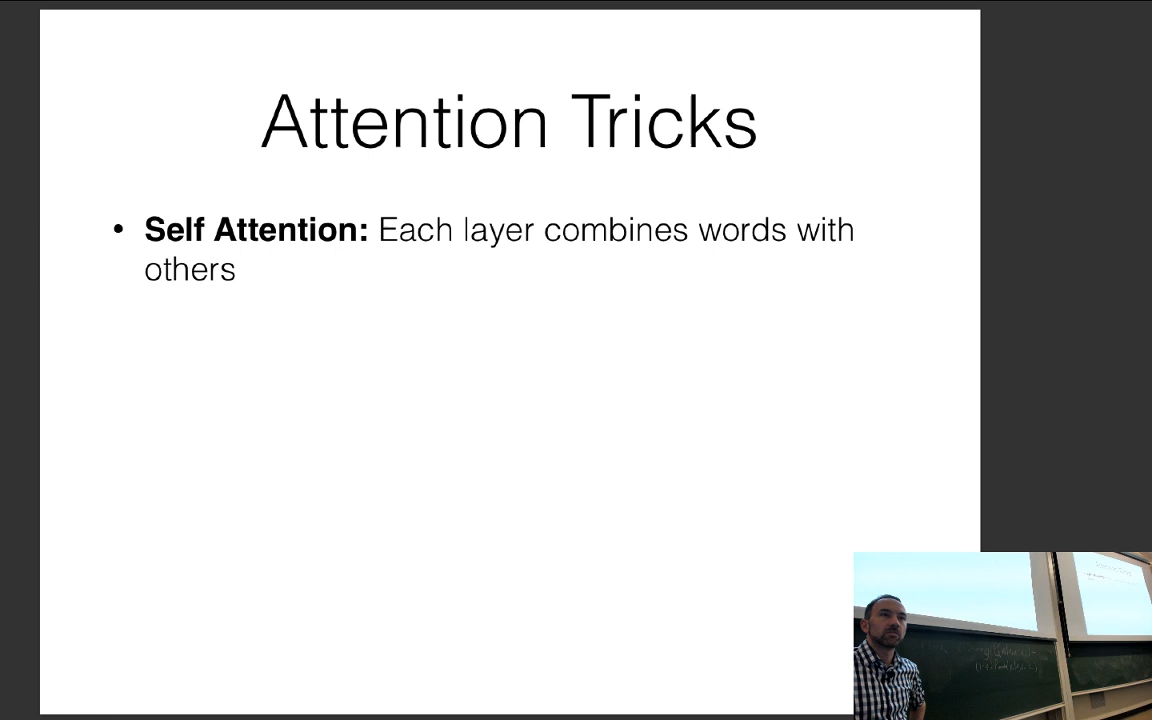 Attention Tricks
• Self Attention: Each layer combines words with
others